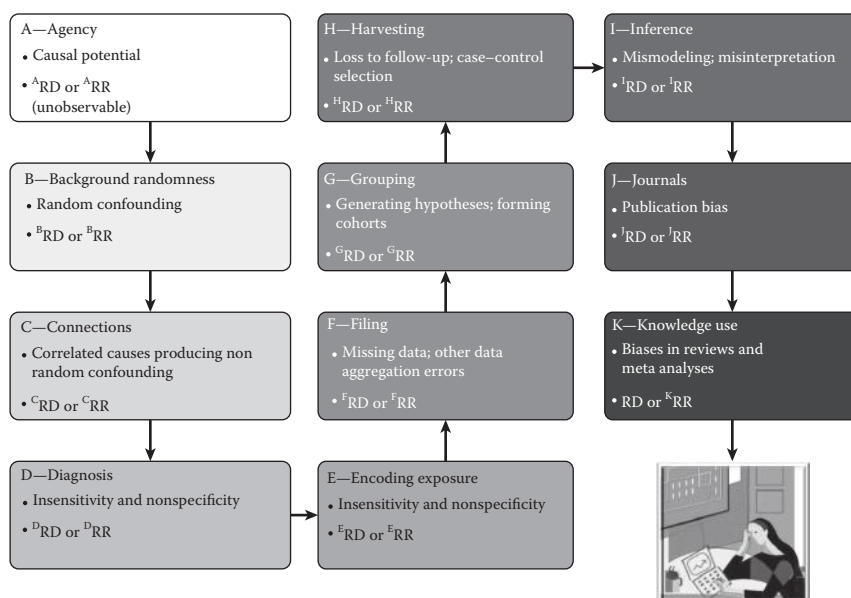 A—Agency
• Causal potential
• ᴬRD or ᴬRR
(unobservable)
B—Background randomness
• Random confounding
• ᴮRD or ᴮRR
C—Connections
• Correlated causes producing non
random confounding
• ᶜRD or ᶜRR
D—Diagnosis
• Insensitivity and nonspecificity
• ᴰRD or ᴰRR
E—Encoding exposure
• Insensitivity and nonspecificity
• ᴱRD or ᴱRR
F—Filing
• Missing data; other data
aggregation errors
• ᶠRD or ᶠRR
G—Grouping
• Generating hypotheses; forming
cohorts
• ᴳRD or ᴳRR
H—Harvesting
• Loss to follow-up; case–control
selection
• ᴴRD or ᴴRR
I—Inference
• Mismodeling; misinterpretation
• ᴵRD or ᴵRR
J—Journals
• Publication bias
• ᴶRD or ᴶRR
K—Knowledge use
• Biases in reviews and
meta analyses
• RD or ᴷRR